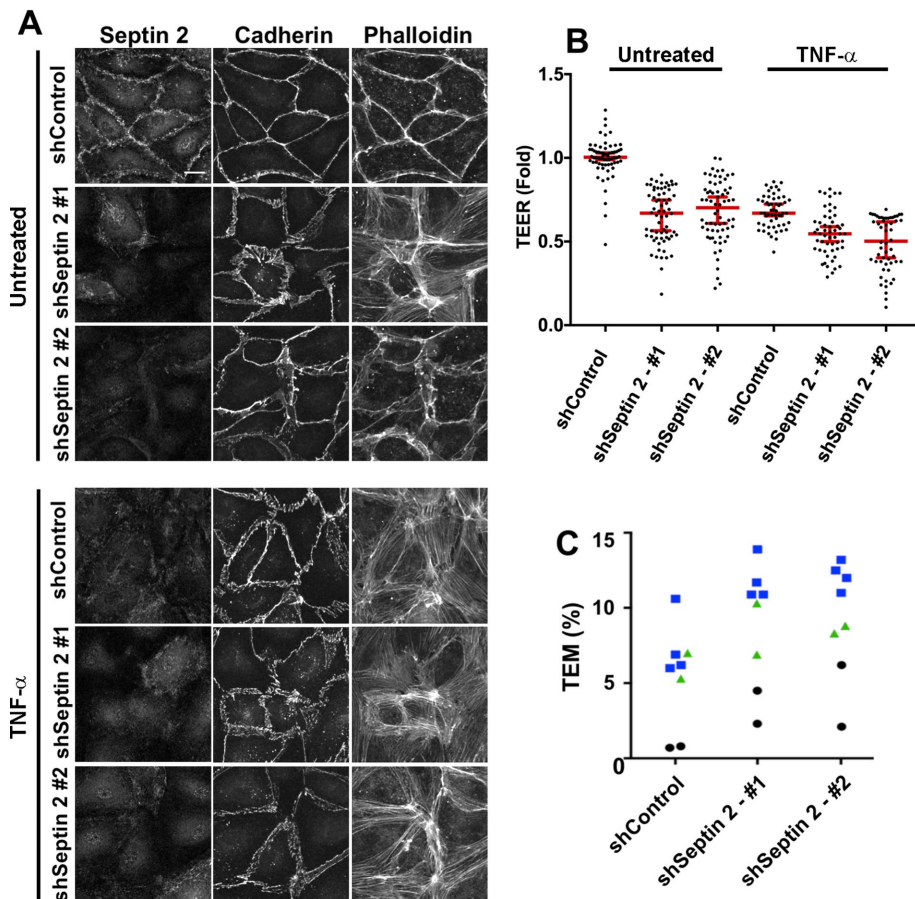 A
Septin 2 Cadherin Phalloidin
Untreated
shControl
shSeptin 2 #1
shSeptin 2 #2
TNF-α
shControl
shSeptin 2 #1
shSeptin 2 #2
B
Untreated TNF-α
TER (Fold)
1.5
1.0
0.5
0.0
shControl
shSeptin 2 - #1
shSeptin 2 - #2
shControl
shSeptin 2 - #1
shSeptin 2 - #2
C
TEM (%)
15
10
5
0
shControl
shSeptin 2 - #1
shSeptin 2 - #2